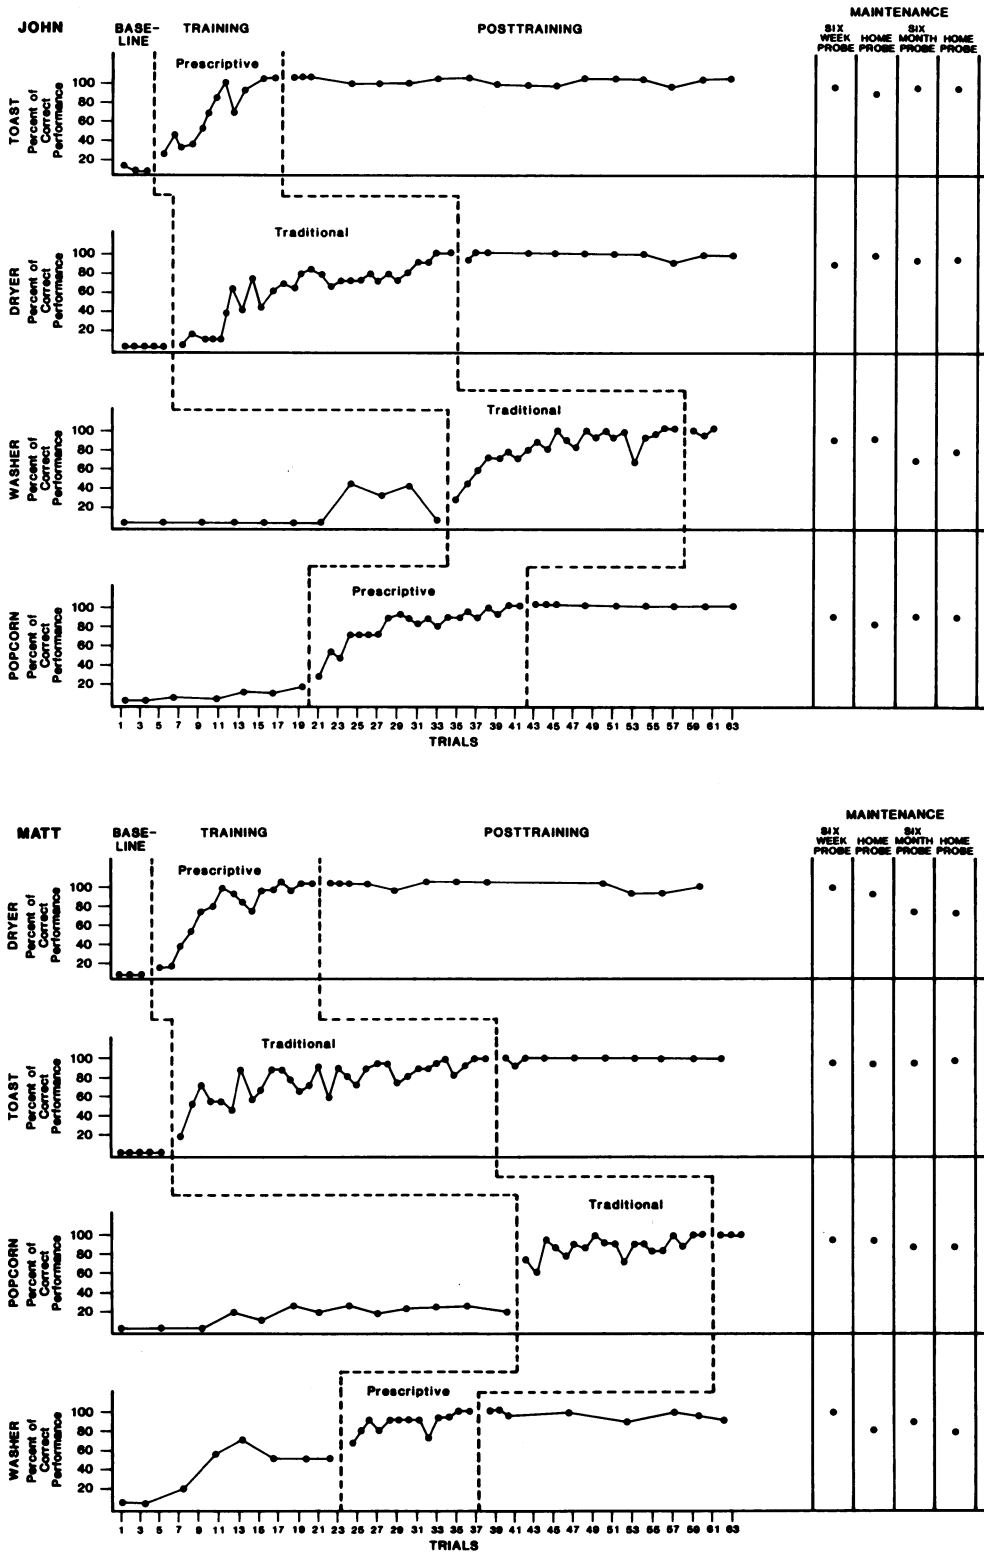 MAINTENANCE
JOHN
BASE-
LINE
TRAINING
POSTTRAINING
SIX
WEEK
PROBE
HOME
PROBE
SIX
MONTH
PROBE
HOME
PROBE
TOAST
Percent of
Correct
Performance
Prescriptive
100
80
60
40
20
DRYER
Percent of
Correct
Performance
Traditional
100
80
60
40
20
WASHER
Percent of
Correct
Performance
Traditional
100
80
60
40
20
POPCORN
Percent of
Correct
Performance
Prescriptive
100
80
60
40
20
1 3 5 7 9 11 13 15 17 19 21 23 25 27 29 31 33 35 37 39 41 43 45 47 49 51 53 55 57 59 61 63
TRIALS
MAINTENANCE
MATT
BASE-
LINE
TRAINING
POSTTRAINING
SIX
WEEK
PROBE
HOME
PROBE
SIX
MONTH
PROBE
HOME
PROBE
DRYER
Percent of
Correct
Performance
Prescriptive
100
80
60
40
20
TOAST
Percent of
Correct
Performance
Traditional
100
80
60
40
20
POPCORN
Percent of
Correct
Performance
Traditional
100
80
60
40
20
WASHER
Percent of
Correct
Performance
Prescriptive
100
80
60
40
20
1 3 5 7 9 11 13 15 17 19 21 23 25 27 29 31 33 35 37 39 41 43 45 47 49 51 53 55 57 59 61 63
TRIALS